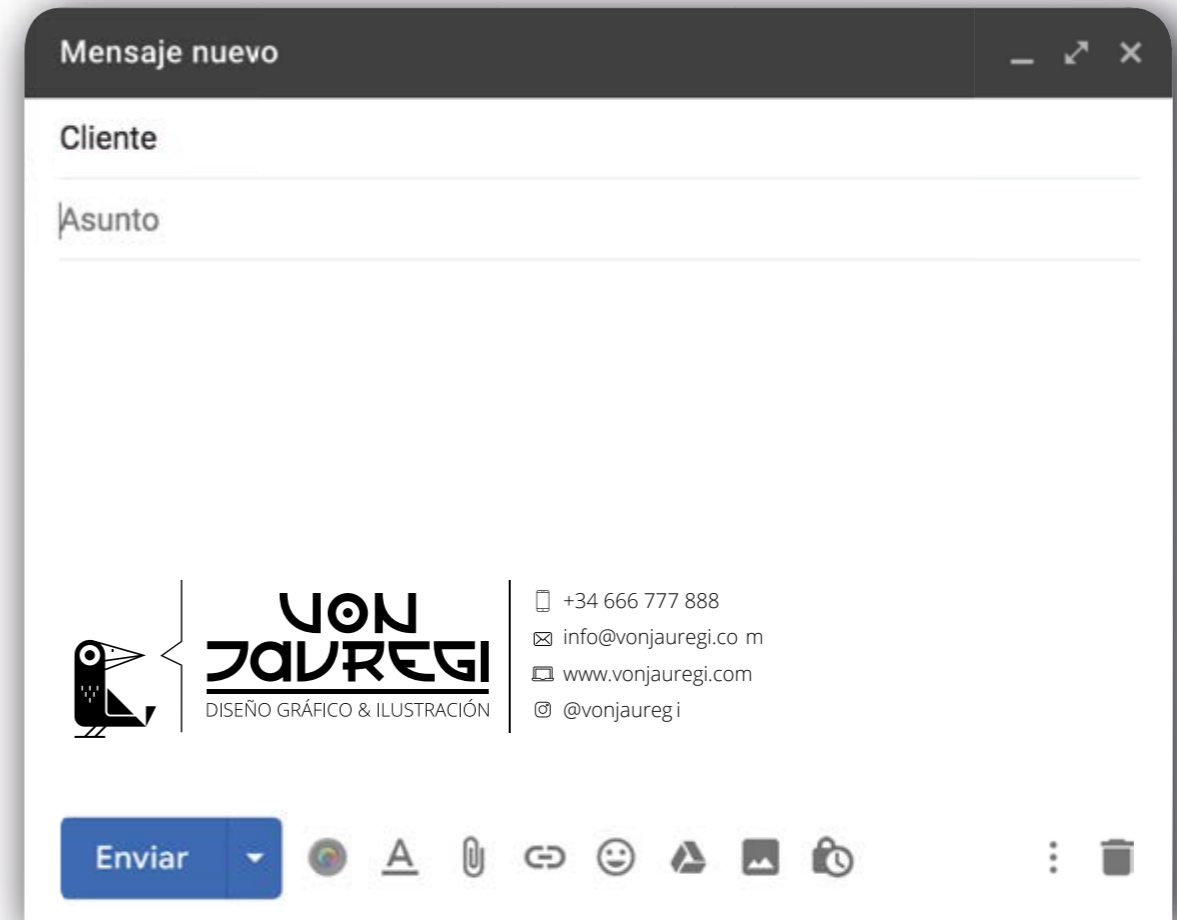 Mensaje nuevo
Cliente
Asunto
VON
JAUREGI
DISEÑO GRÁFICO & ILUSTRACIÓN
+34 666 777 888
info@vonjauregi.co m
www.vonjauregi.com
@vonjaureg i
Enviar